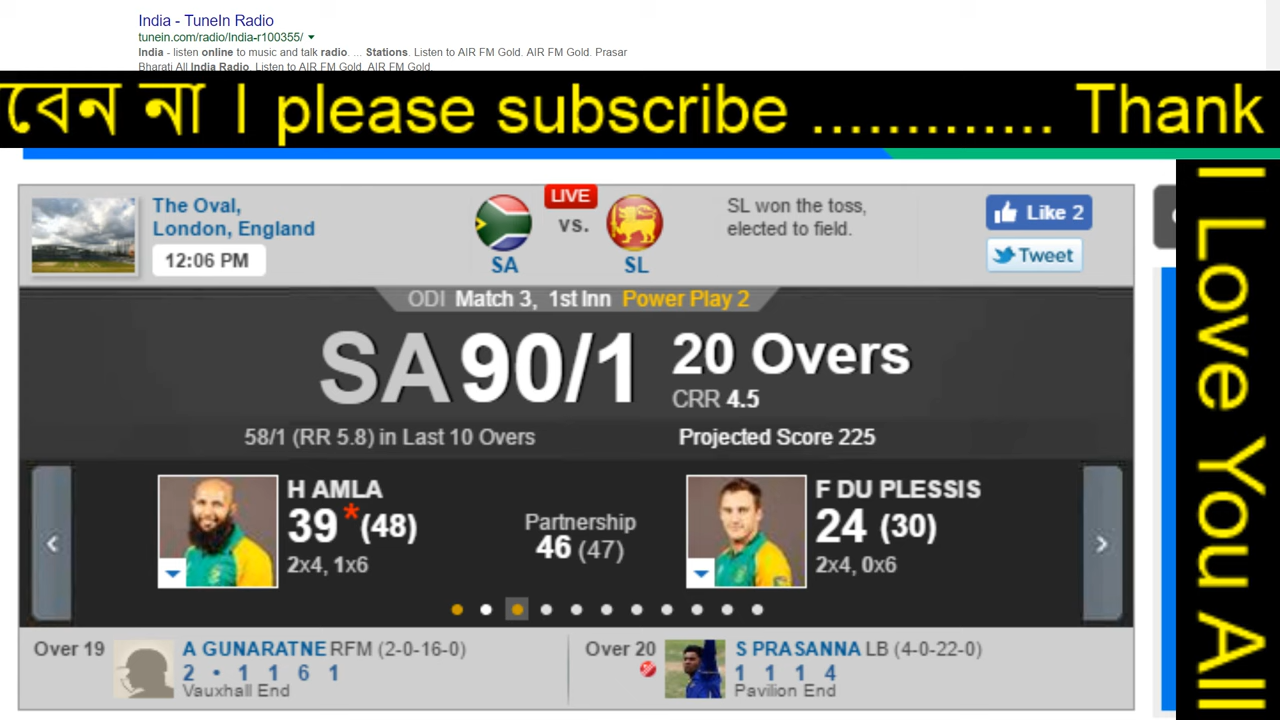 India - TuneIn Radio
tunein.com/radio/India-r100355/
India - listen online to music and talk radio. ... Stations. Listen to AIR FM Gold. AIR FM Gold. Prasar
Bharati All India Radio. Listen to AIR FM Gold. AIR FM Gold.
বেন না । please subscribe ............. Thank
I Love You All
The Oval,
London, England
12:06 PM
LIVE
SA vs. SL
SL won the toss,
elected to field.
Like 2
Tweet
ODI Match 3, 1st Inn Power Play 2
SA 90/1 20 Overs
CRR 4.5
58/1 (RR 5.8) in Last 10 Overs
Projected Score 225
H AMLA
39* (48)
2x4, 1x6
Partnership
46 (47)
F DU PLESSIS
24 (30)
2x4, 0x6
Over 19
A GUNARATNE RFM (2-0-16-0)
2 • 1 1 6 1
Vauxhall End
Over 20
S PRASANNA LB (4-0-22-0)
1 1 1 4
Pavilion End